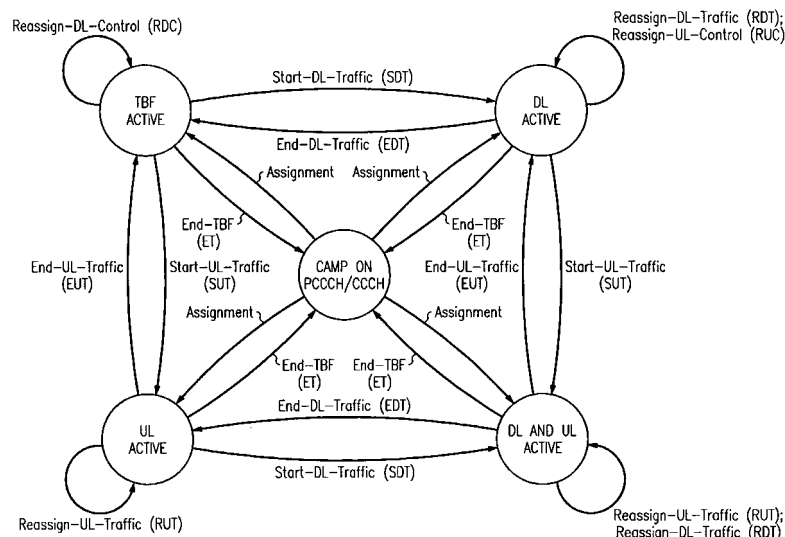 Reassign-DL-Control (RDC)
Reassign-DL-Traffic (RDT);
Reassign-UL-Control (RUC)
TBF
ACTIVE
Start-DL-Traffic (SDT)
DL
ACTIVE
End-DL-Traffic (EDT)
Assignment
Assignment
End-TBF
(ET)
End-TBF
(ET)
End-UL-Traffic
(EUT)
Start-UL-Traffic
(SUT)
CAMP ON
PCCCH/CCCH
End-UL-Traffic
(EUT)
Start-UL-Traffic
(SUT)
Assignment
Assignment
End-TBF
(ET)
End-TBF
(ET)
End-DL-Traffic (EDT)
UL
ACTIVE
DL AND UL
ACTIVE
Start-DL-Traffic (SDT)
Reassign-UL-Traffic (RUT)
Reassign-UL-Traffic (RUT);
Reassign-DL-Traffic (RDT)